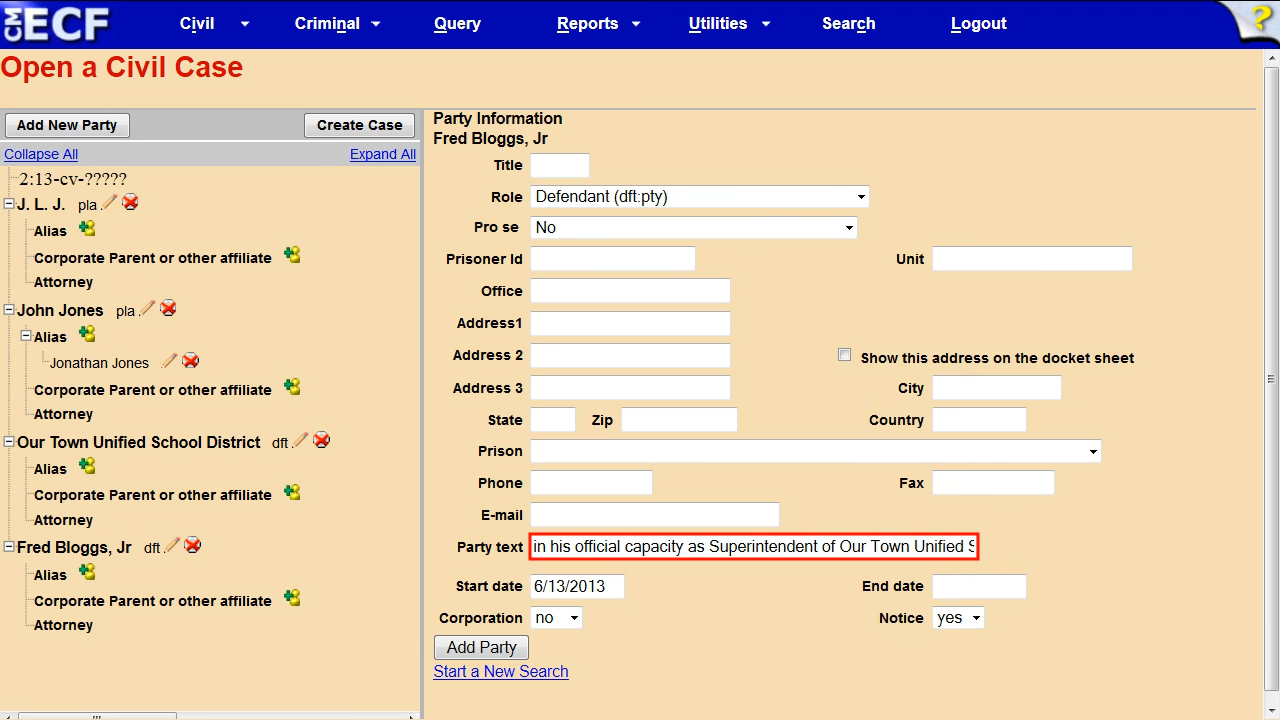 CM ECF
Civil Criminal Query Reports Utilities Search Logout ?
Open a Civil Case
Add New Party Create Case
Collapse All Expand All
2:13-cv-?????
J. L. J. pla
Alias
Corporate Parent or other affiliate
Attorney
John Jones pla
Alias
Jonathan Jones
Corporate Parent or other affiliate
Attorney
Our Town Unified School District dft
Alias
Corporate Parent or other affiliate
Attorney
Fred Bloggs, Jr dft
Alias
Corporate Parent or other affiliate
Attorney
Party Information
Fred Bloggs, Jr
Title
Role Defendant (dft:pty)
Pro se No
Prisoner Id Unit
Office
Address1
Address 2 Show this address on the docket sheet
Address 3 City
State Zip Country
Prison
Phone Fax
E-mail
Party text in his official capacity as Superintendent of Our Town Unified S
Start date 6/13/2013 End date
Corporation no Notice yes
Add Party
Start a New Search